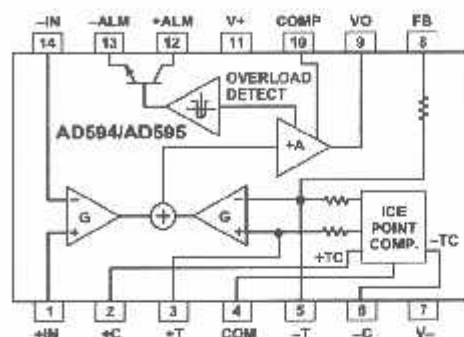 –IN –ALM +ALM V+ COMP VO FB
14 13 12 11 10 9 8
OVERLOAD
DETECT
AD594/AD595
+A
– –
G + G
+ +
ICE
POINT
COMP.
–TC
+TC
1 2 3 4 5 6 7
+IN +C +T COM –T –C V–